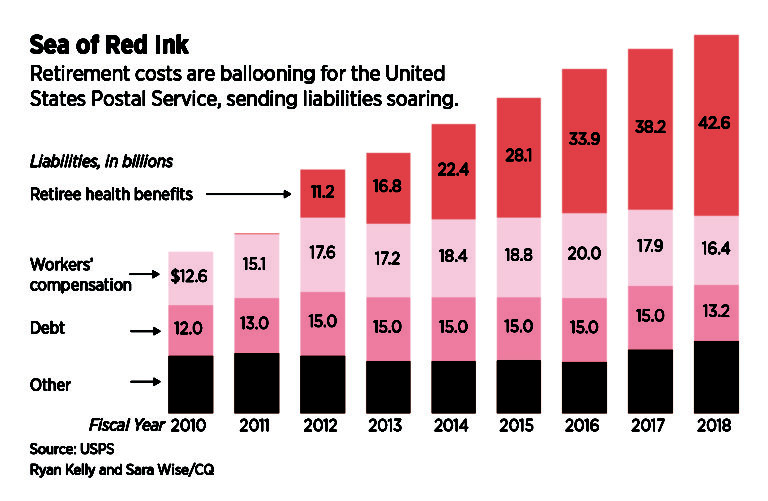 Sea of Red Ink
Retirement costs are ballooning for the United
States Postal Service, sending liabilities soaring.
Liabilities, in billions
Retiree health benefits
11.2 16.8 22.4 28.1 33.9 38.2 42.6
Workers'
compensation
$12.6 15.1 17.6 17.2 18.4 18.8 20.0 17.9 16.4
Debt
12.0 13.0 15.0 15.0 15.0 15.0 15.0 15.0 13.2
Other
Fiscal Year 2010 2011 2012 2013 2014 2015 2016 2017 2018
Source: USPS
Ryan Kelly and Sara Wise/CQ